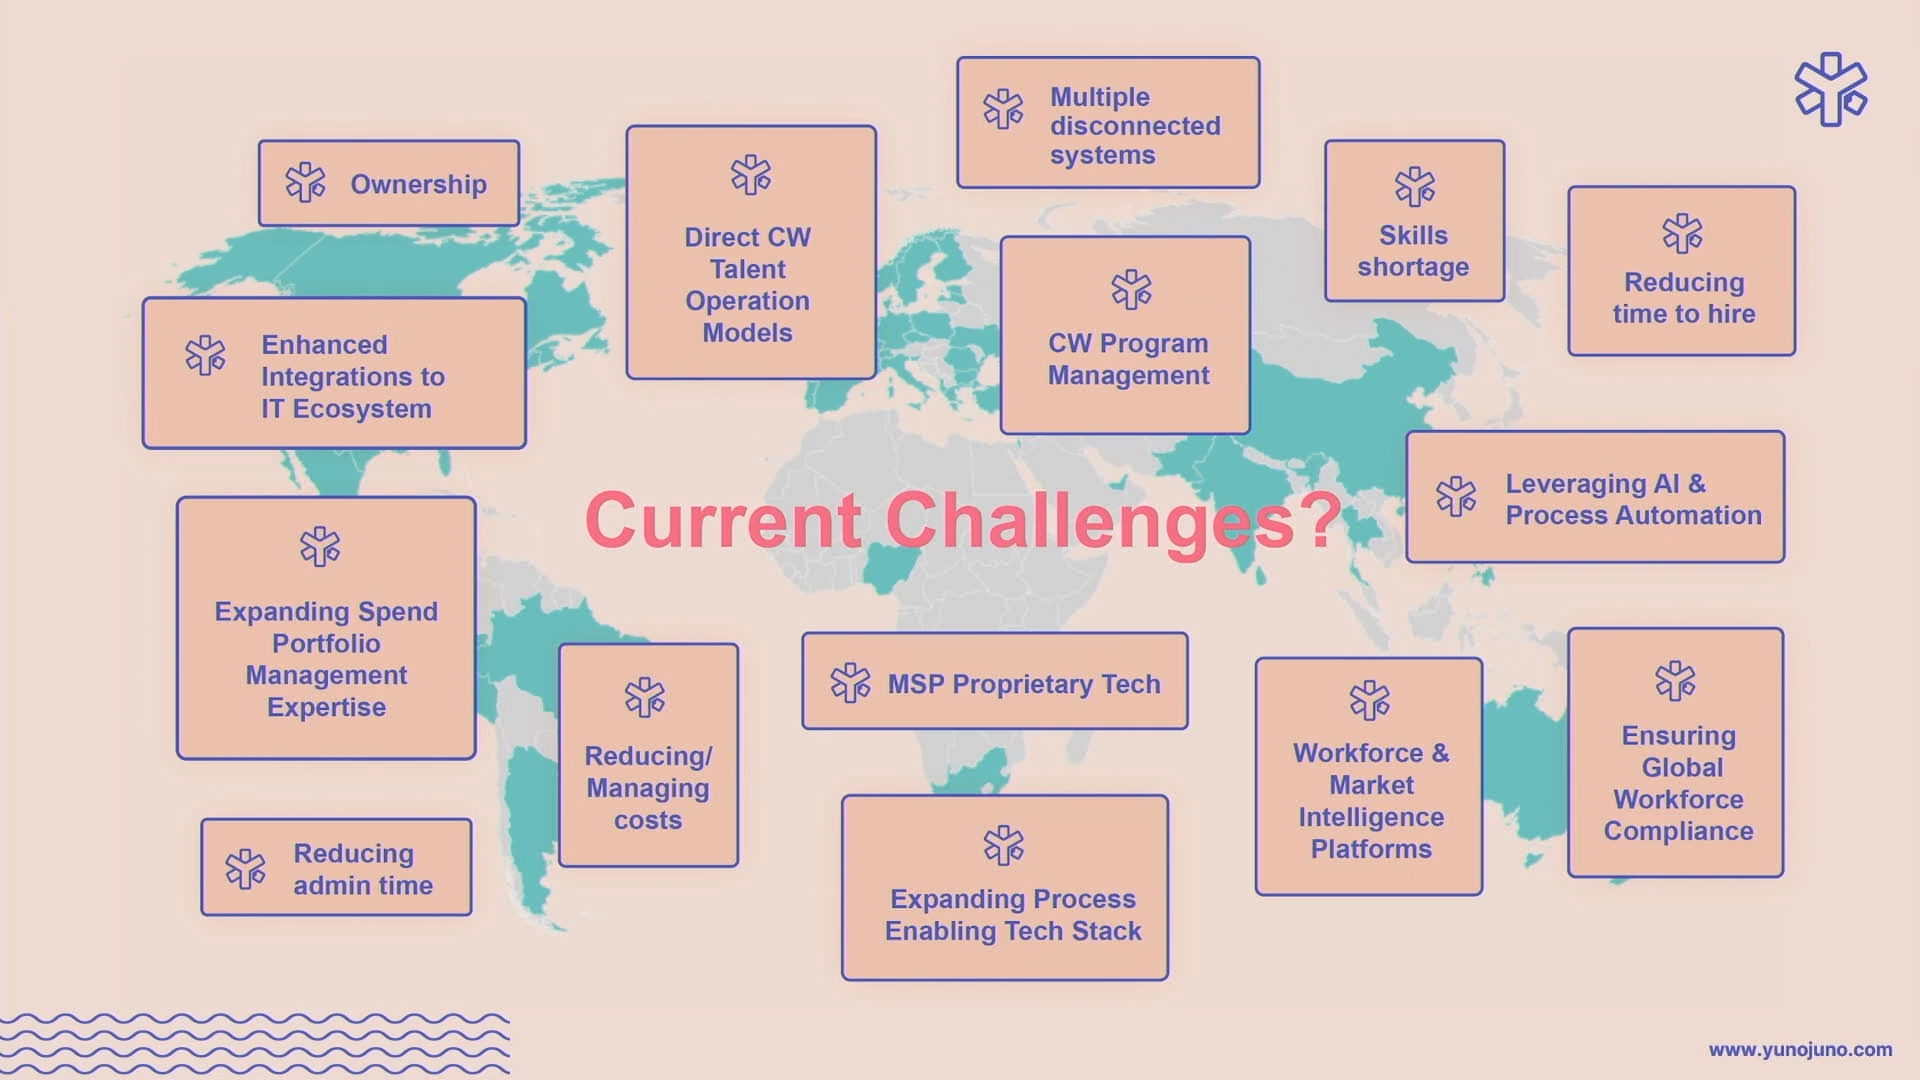 Multiple
disconnected
systems
Ownership
Direct CW
Talent
Operation
Models
Skills
shortage
Reducing
time to hire
Enhanced
Integrations to
IT Ecosystem
CW Program
Management
Leveraging AI &
Process Automation
Current Challenges?
Expanding Spend
Portfolio
Management
Expertise
Reducing/
Managing
costs
MSP Proprietary Tech
Workforce &
Market
Intelligence
Platforms
Ensuring
Global
Workforce
Compliance
Reducing
admin time
Expanding Process
Enabling Tech Stack
www.yunojuno.com